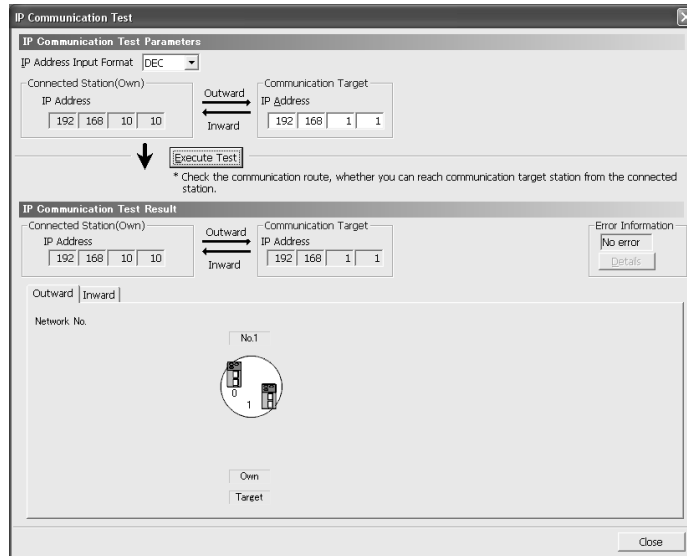 IP Communication Test
IP Communication Test Parameters
IP Address Input Format DEC
Connected Station(Own)
IP Address
192 168 10 10
Outward
Inward
Communication Target
IP Address
192 168 1 1
Execute Test
* Check the communication route, whether you can reach communication target station from the connected
station.
IP Communication Test Result
Connected Station(Own)
IP Address
192 168 10 10
Outward
Inward
Communication Target
IP Address
192 168 1 1
Error Information
No error
Details
Outward Inward
Network No.
No.1
0
1
Own
Target
Close